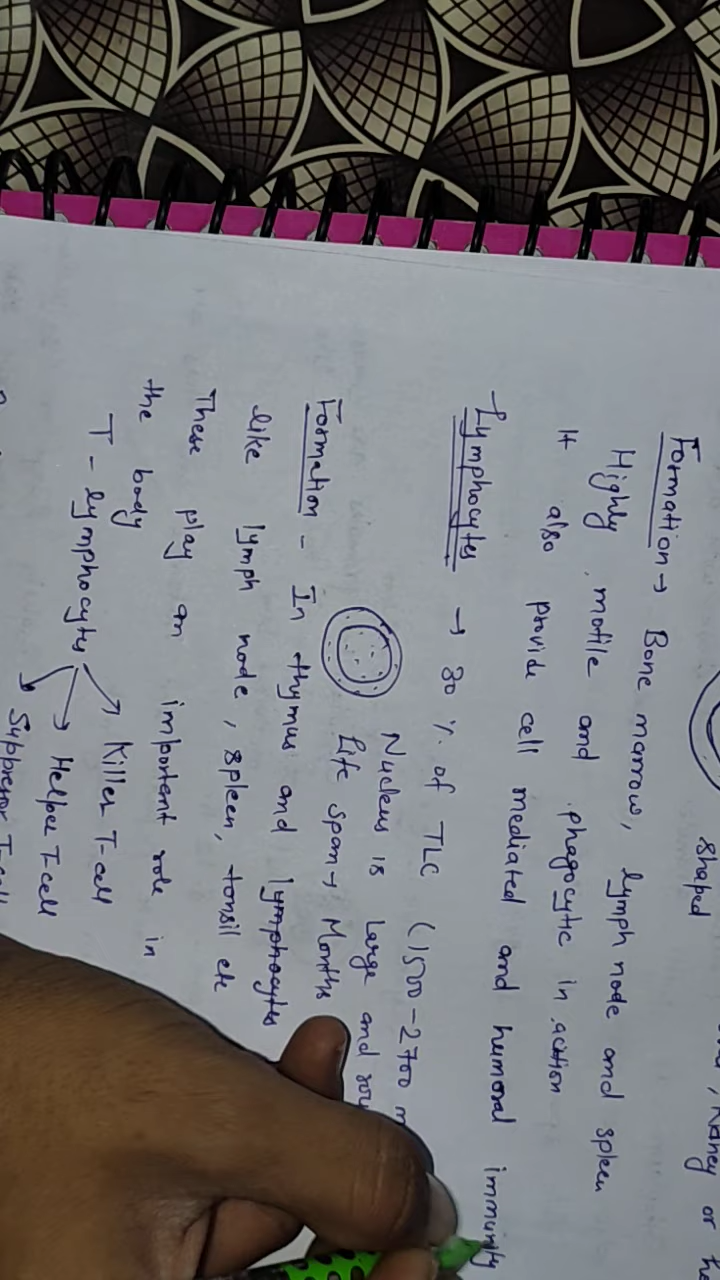 Kidney or
shaped
Formation → Bone marrow, lymph node and spleen
Highly motile and phagocytic in action
It also provide cell mediated and humoral immunity
Lymphocytes → 30 % of TLC (1500-2700 m
Nucleus is large and rou
Life span → Months
Formation - In thymus and lymphocytes
like lymph node, spleen, tonsil etc
These play an important role in
the body
T - lymphocytes → Killer T-cell
→ Helper T-cell
→ Suppressor T-cell